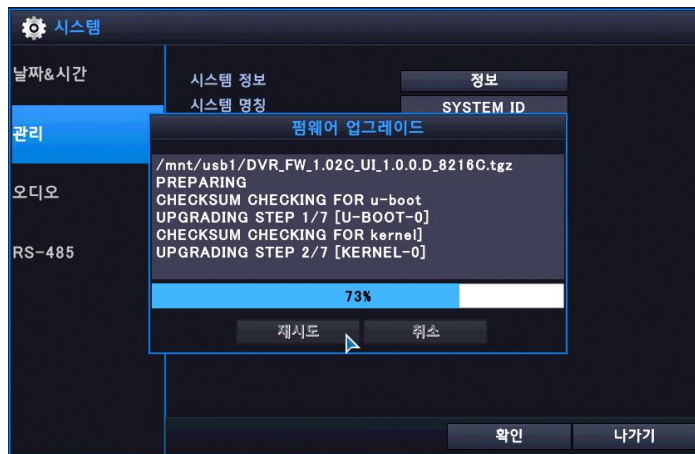 시스템
날짜&시간
시스템 정보
정보
시스템 명칭
SYSTEM ID
관리
펌웨어 업그레이드
/mnt/usb1/DVR_FW_1.02C_UI_1.0.0.D_8216C.tgz
PREPARING
CHECKSUM CHECKING FOR u-boot
UPGRADING STEP 1/7 [U-BOOT-0]
CHECKSUM CHECKING FOR kernel]
UPGRADING STEP 2/7 [KERNEL-0]
오디오
RS-485
73%
재시도
취소
확인
나가기